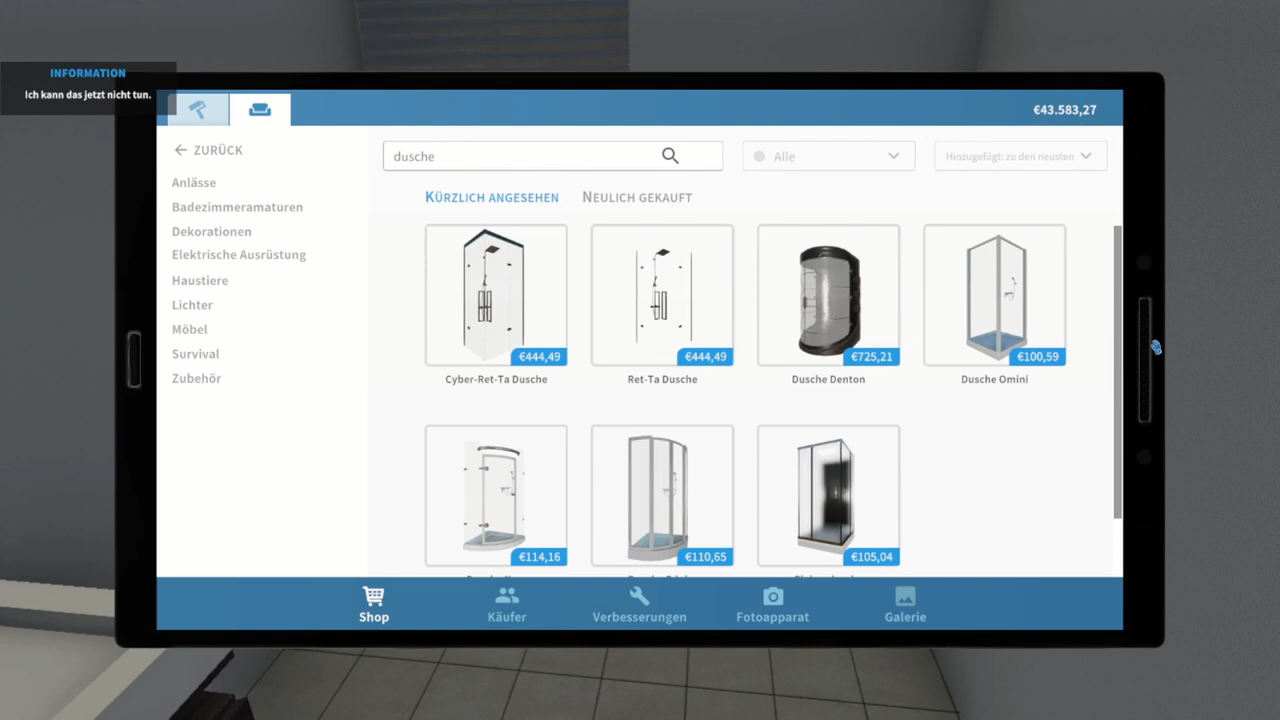 INFORMATION
Ich kann das jetzt nicht tun.
€43.583,27
ZURÜCK
dusche
Alle
Hinzugefügt: zu den neusten
Anlässe
Badezimmeramaturen
Dekorationen
Elektrische Ausrüstung
Haustiere
Lichter
Möbel
Survival
Zubehör
KÜRZLICH ANGESEHEN
NEULICH GEKAUFT
€444,49
€444,49
€725,21
€100,59
Cyber-Ret-Ta Dusche
Ret-Ta Dusche
Dusche Denton
Dusche Omini
€114,16
€110,65
€105,04
Shop
Käufer
Verbesserungen
Fotoapparat
Galerie